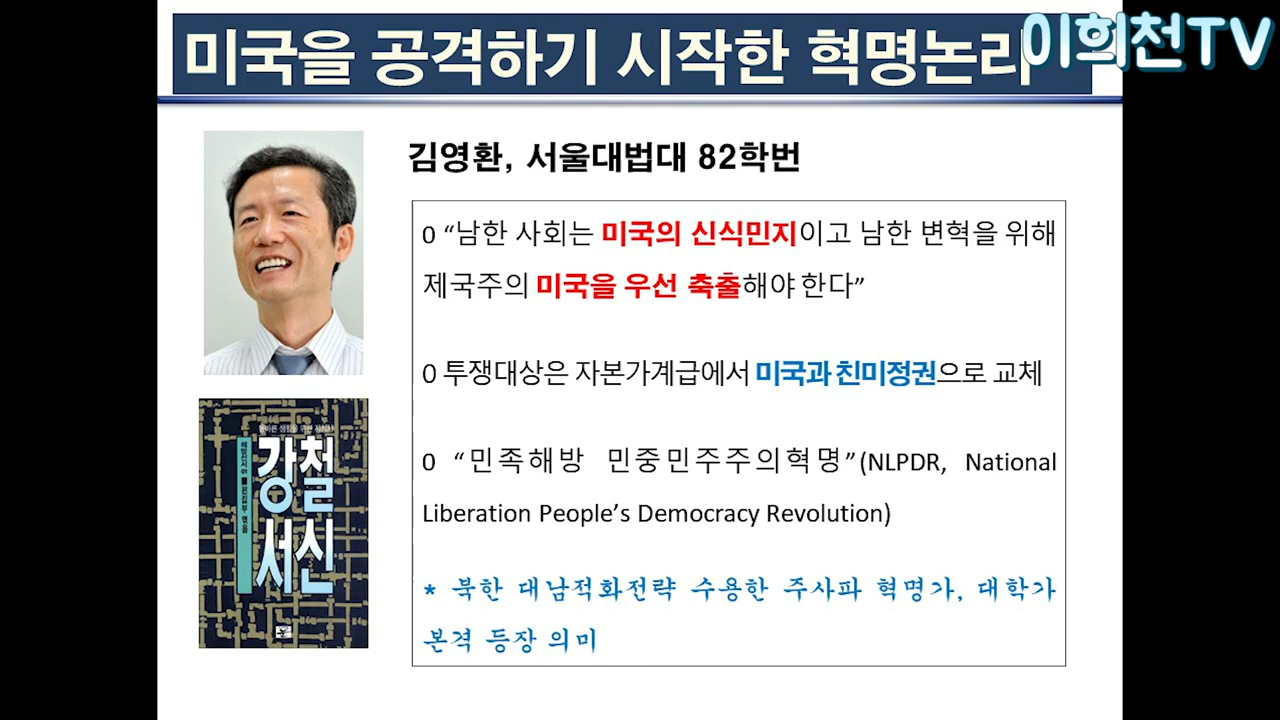 미국을 공격하기 시작한 혁명논리
이희천TV
김영환, 서울대법대 82학번
o “남한 사회는 미국의 신식민지이고 남한 변혁을 위해
제국주의 미국을 우선 축출해야 한다”
o 투쟁대상은 자본가계급에서 미국과 친미정권으로 교체
o “민족해방 민중민주주의혁명”(NLPDR, National
Liberation People’s Democracy Revolution)
* 북한 대남적화전략 수용한 주사파 혁명가, 대학가
본격 등장 의미
강철
서신